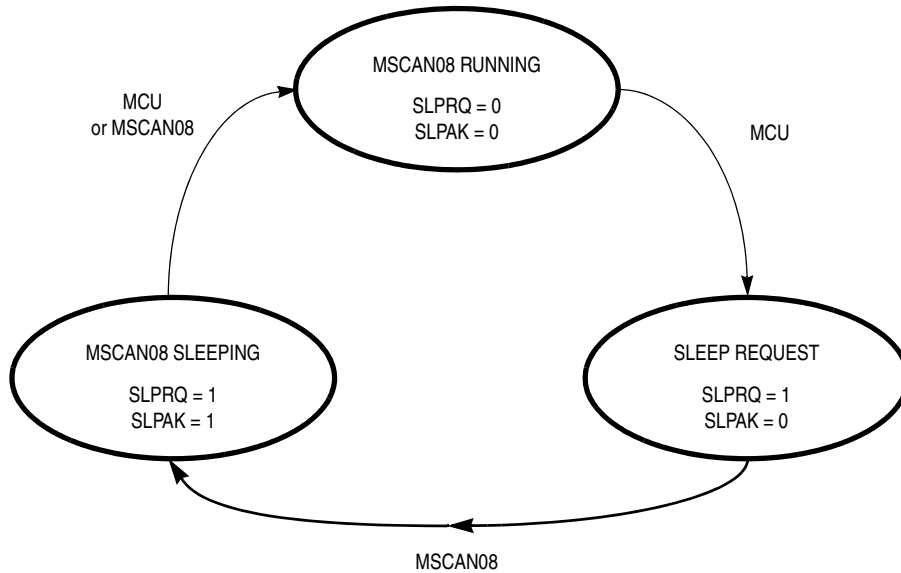 MSCAN08 RUNNING
SLPRQ = 0
SLPAK = 0
MCU
or MSCAN08
MCU
MSCAN08 SLEEPING
SLPRQ = 1
SLPAK = 1
SLEEP REQUEST
SLPRQ = 1
SLPAK = 0
MSCAN08